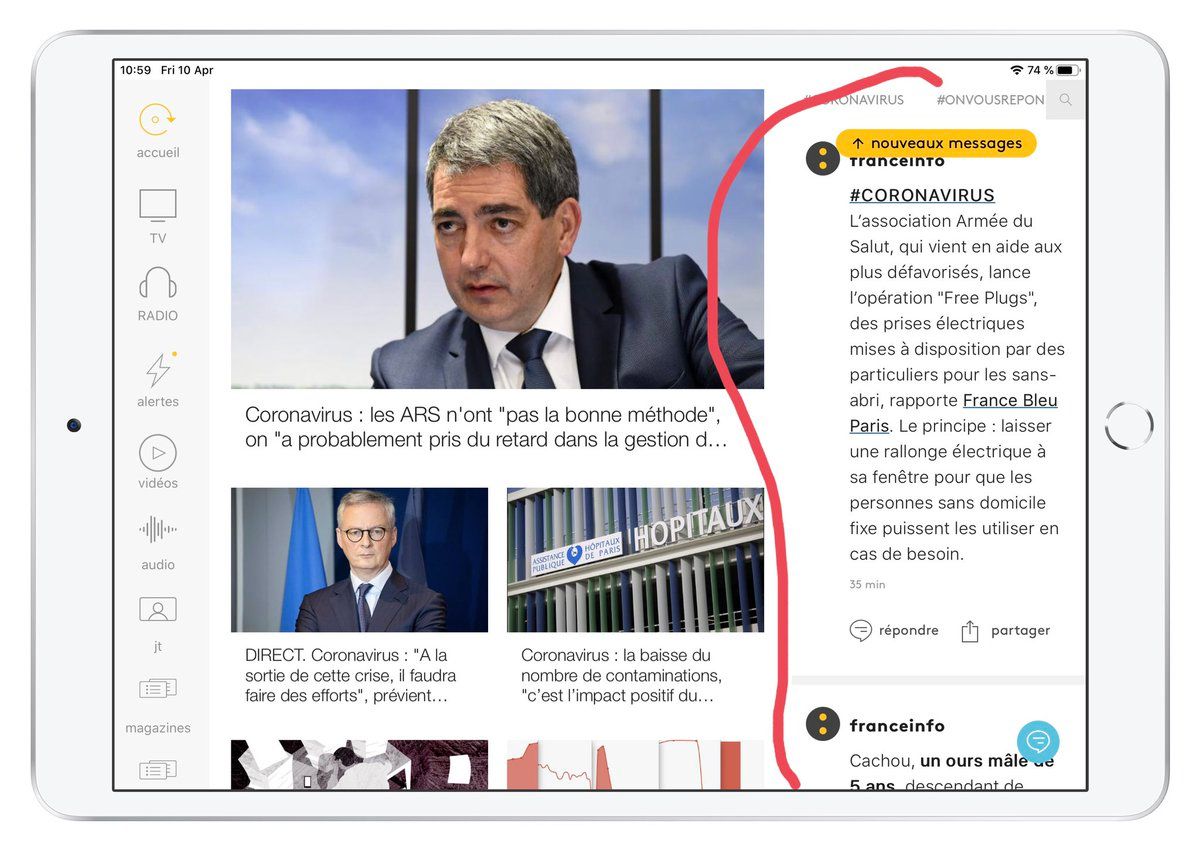 10:59 Fri 10 Apr
74 %
accueil
TV
RADIO
alertes
vidéos
audio
jt
magazines
Coronavirus : les ARS n'ont "pas la bonne méthode",
on "a probablement pris du retard dans la gestion d…
ASSISTANCE PUBLIQUE
HÔPITAUX DE PARIS
HOPITAUX
DIRECT. Coronavirus : "A la
sortie de cette crise, il faudra
faire des efforts", prévient…
Coronavirus : la baisse du
nombre de contaminations,
"c'est l'impact positif du…
#CORONAVIRUS #ONVOUSREPON
↑ nouveaux messages
franceinfo
#CORONAVIRUS
L'association Armée du
Salut, qui vient en aide aux
plus défavorisés, lance
l'opération "Free Plugs",
des prises électriques
mises à disposition par des
particuliers pour les sans-
abri, rapporte France Bleu
Paris. Le principe : laisser
une rallonge électrique à
sa fenêtre pour que les
personnes sans domicile
fixe puissent les utiliser en
cas de besoin.
35 min
répondre partager
franceinfo
Cachou, un ours mâle de
5 ans, descendant de